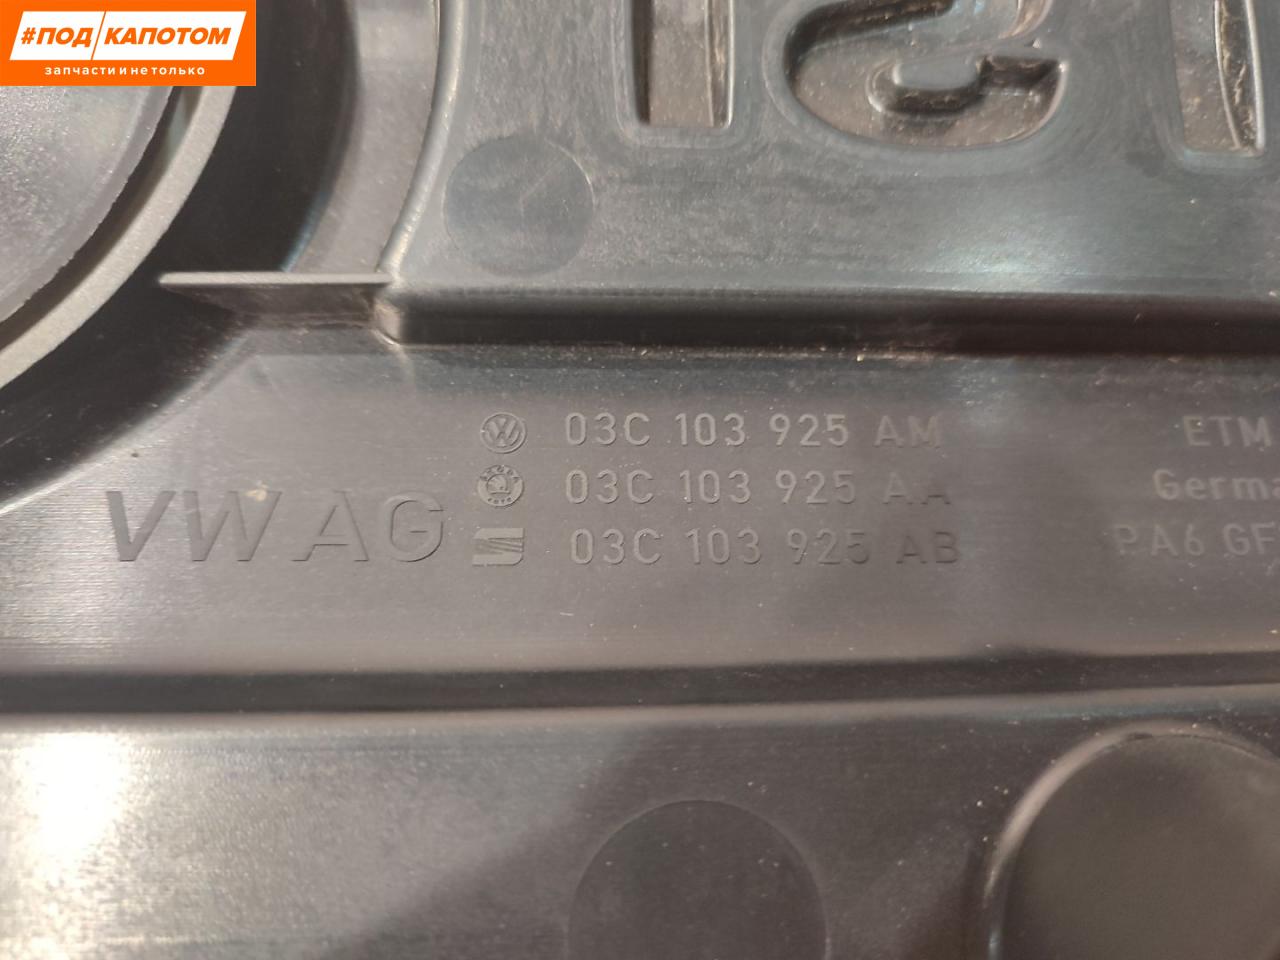 #ПОД КАПОТОМ
запчасти и не только
TSI
03C 103 925 AM
03C 103 925 AA
03C 103 925 AB
VW AG
ETM
Germa
PA6 GF